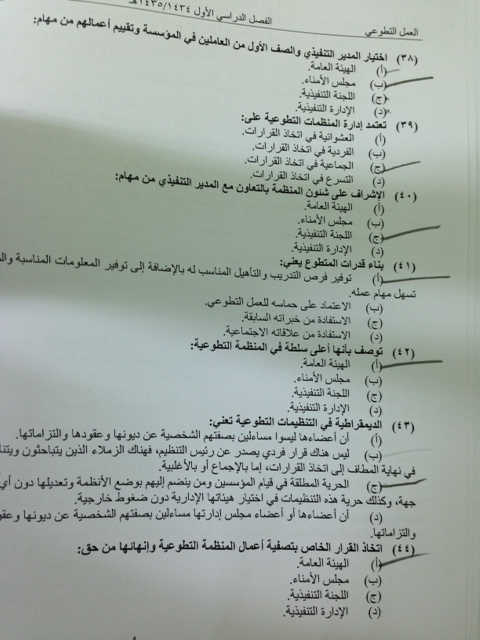 العمل التطوعي
الفصل الدراسي الأول ١٤٣٥/١٤٣٤هـ
(٣٨) اختيار المدير التنفيذي والصف الأول من العاملين في المؤسسة وتقييم أعمالهم من مهام:
(أ) الهيئة العامة.
(ب) مجلس الأمناء.
(ج) اللجنة التنفيذية.
(د) الإدارة التنفيذية.
(٣٩) تعتمد إدارة المنظمات التطوعية على:
(أ) العشوائية في اتخاذ القرارات.
(ب) الفردية في اتخاذ القرارات.
(ج) الجماعية في اتخاذ القرارات.
(د) التسرع في اتخاذ القرارات.
(٤٠) الإشراف على شئون المنظمة بالتعاون مع المدير التنفيذي من مهام:
(أ) الهيئة العامة.
(ب) مجلس الأمناء.
(ج) اللجنة التنفيذية.
(د) الإدارة التنفيذية.
(٤١) بناء قدرات المتطوع يعني:
(أ) توفير فرص التدريب والتأهيل المناسب له بالإضافة إلى توفير المعلومات المناسبة
تسهل مهام عمله.
(ب) الاعتماد على حماسه للعمل التطوعي.
(ج) الاستفادة من خبراته السابقة.
(د) الاستفادة من علاقاته الاجتماعية.
(٤٢) توصف بأنها أعلى سلطة في المنظمة التطوعية:
(أ) الهيئة العامة.
(ب) مجلس الأمناء.
(ج) اللجنة التنفيذية.
(د) الإدارة التنفيذية.
(٤٣) الديمقراطية في التنظيمات التطوعية تعني:
(أ) أن أعضاءها ليسوا مساءلين بصفتهم الشخصية عن ديونها وعقودها والتزاماتها.
(ب) ليس هناك قرار فردي يصدر عن رئيس التنظيم، فهناك الزملاء الذين يتباحثون
في نهاية المطاف إلى اتخاذ القرارات، إما بالإجماع أو بالأغلبية.
(ج) الحرية المطلقة في قيام المؤسسين ومن ينضم إليهم بوضع الأنظمة وتعديلها دون
جهة، وكذلك حرية هذه التنظيمات في اختيار هيئاتها الإدارية دون ضغوط خارجية.
(د) أن أعضاءها أو أعضاء مجلس إدارتها مساءلين بصفتهم الشخصية عن ديونها
والتزاماتها.
(٤٤) اتخاذ القرار الخاص بتصفية أعمال المنظمة التطوعية وإنهائها من حق:
(أ) الهيئة العامة.
(ب) مجلس الأمناء.
(ج) اللجنة التنفيذية.
(د) الإدارة التنفيذية.